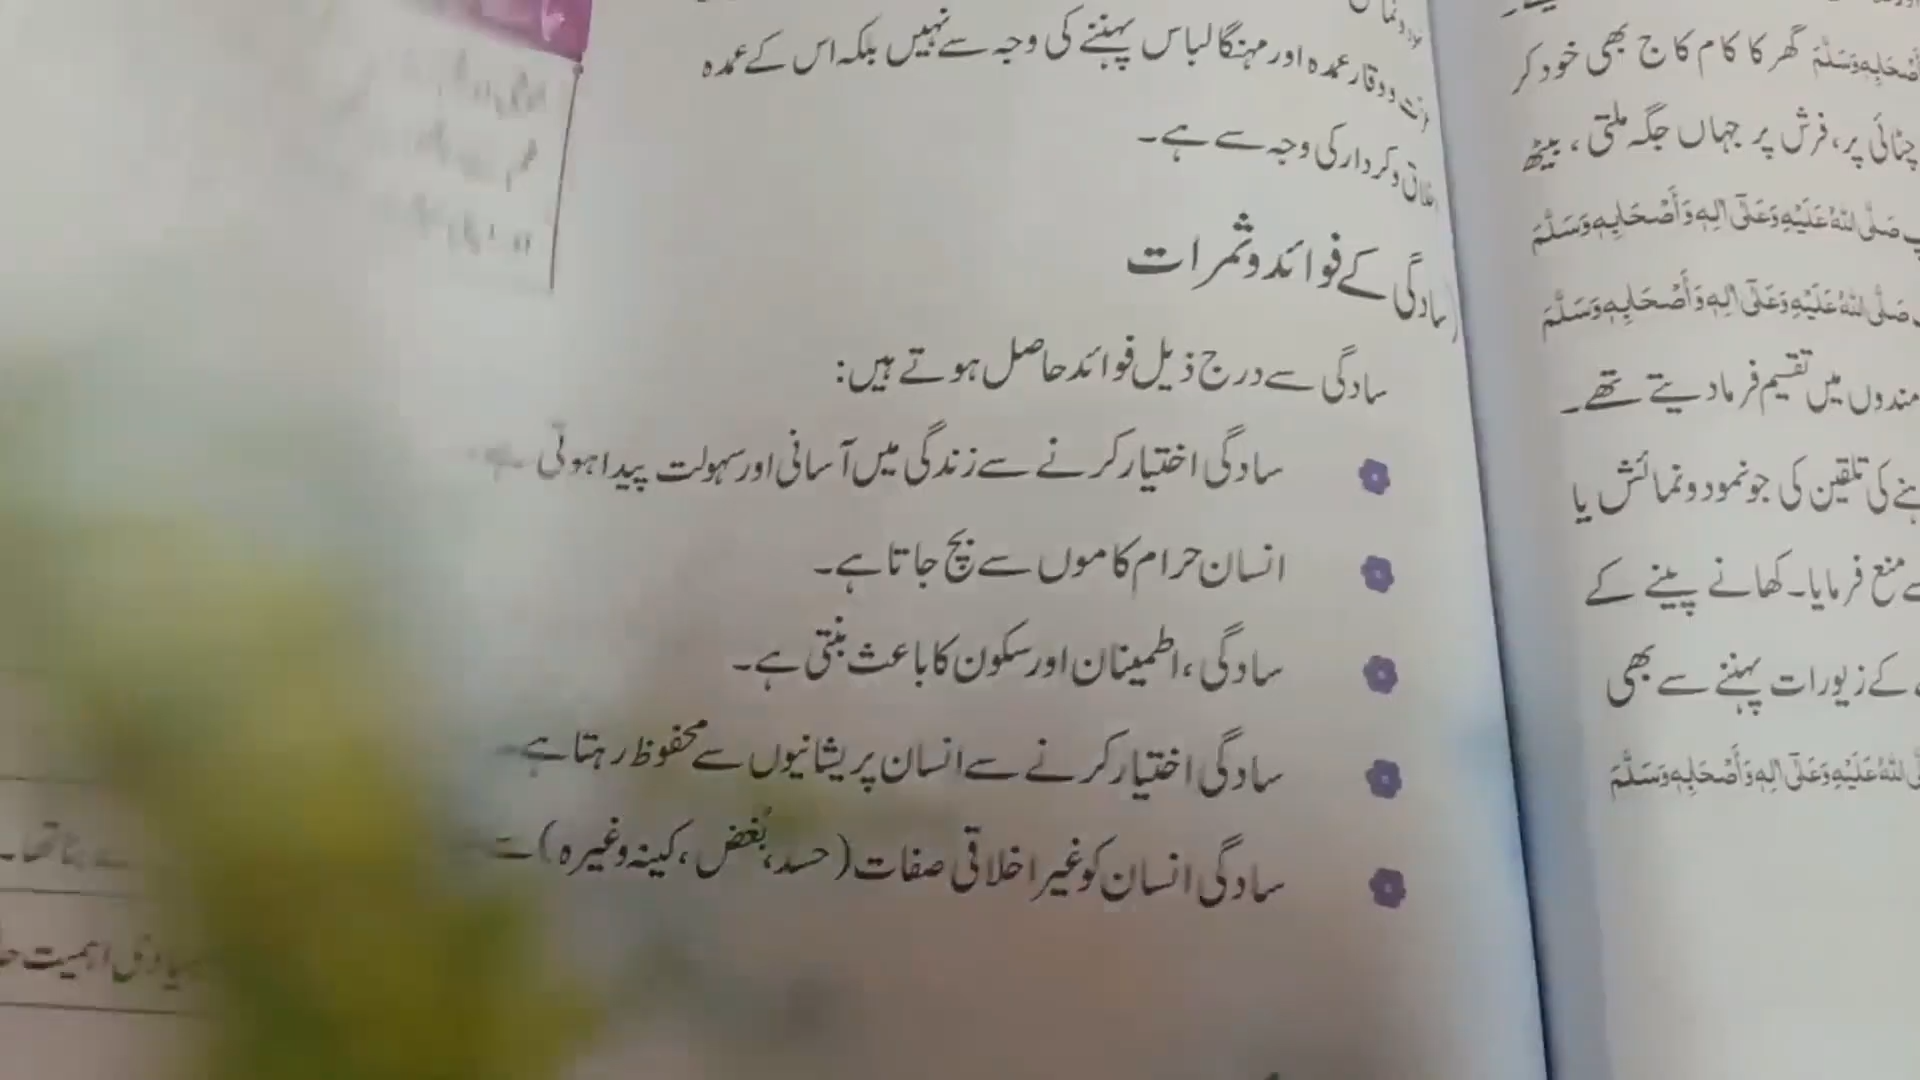 وقار عمدہ اور مہنگا لباس پہننے کی وجہ سے نہیں بلکہ اس کے عمدہ
وکردار کی وجہ سے ہے۔
سادگی کے فوائد و ثمرات
سادگی سے درج ذیل فوائد حاصل ہوتے ہیں:
سادگی اختیار کرنے سے زندگی میں آسانی اور سہولت پیدا ہوتی ہے۔
انسان حرام کاموں سے بچ جاتا ہے۔
سادگی، اطمینان اور سکون کا باعث بنتی ہے۔
سادگی اختیار کرنے سے انسان پریشانیوں سے محفوظ رہتا ہے۔
سادگی انسان کو غیر اخلاقی صفات (حسد، بُغض، کینہ وغیرہ) سے
گھر کا کام کاج بھی خود کر
چٹائی پر، فرش پر جہاں جگہ ملتی، بیٹھ
صَلَّى اللهُ عَلَيْهِ وَعَلٰى اٰلِهٖ وَأَصْحَابِهٖ وَسَلَّمَ
صَلَّى اللهُ عَلَيْهِ وَعَلٰى اٰلِهٖ وَأَصْحَابِهٖ وَسَلَّمَ
مندوں میں تقسیم فرما دیتے تھے۔
کی تلقین کی جو نمود و نمائش یا
منع فرمایا۔ کھانے پینے کے
کے زیورات پہننے سے بھی
اللهُ عَلَيْهِ وَعَلٰى اٰلِهٖ وَأَصْحَابِهٖ وَسَلَّمَ
اہمیت